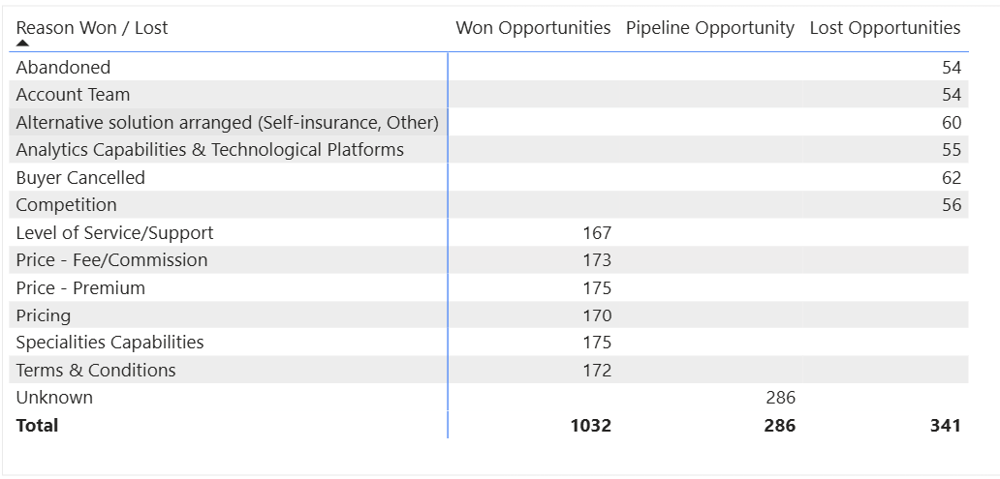 Reason Won / Lost Won Opportunities Pipeline Opportunity Lost Opportunities
Abandoned 54
Account Team 54
Alternative solution arranged (Self-insurance, Other) 60
Analytics Capabilities & Technological Platforms 55
Buyer Cancelled 62
Competition 56
Level of Service/Support 167
Price - Fee/Commission 173
Price - Premium 175
Pricing 170
Specialities Capabilities 175
Terms & Conditions 172
Unknown 286
Total 1032 286 341